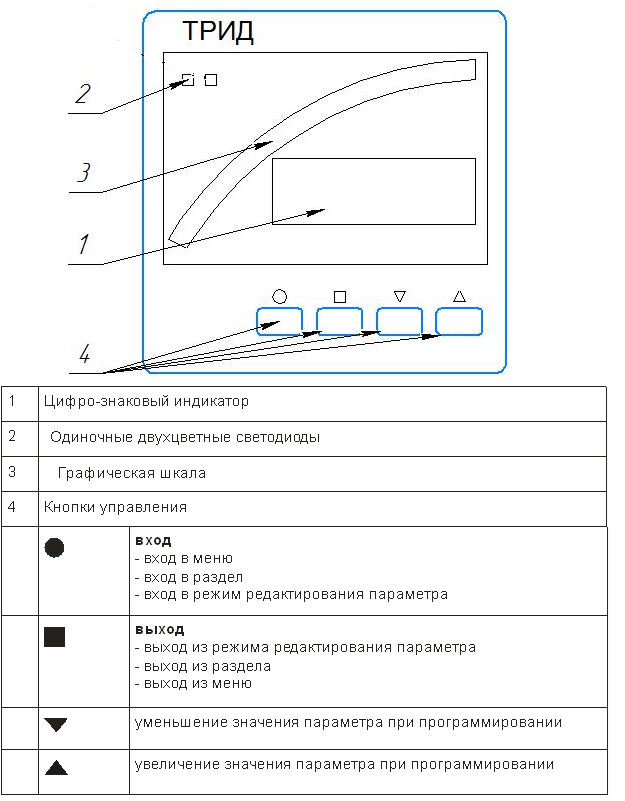 ТРИД
2
3
1
4
1 Цифро-знаковый индикатор
2 Одиночные двухцветные светодиоды
3 Графическая шкала
4 Кнопки управления
вход
- вход в меню
- вход в раздел
- вход в режим редактирования параметра
выход
- выход из режима редактирования параметра
- выход из раздела
- выход из меню
уменьшение значения параметра при программировании
увеличение значения параметра при программировании